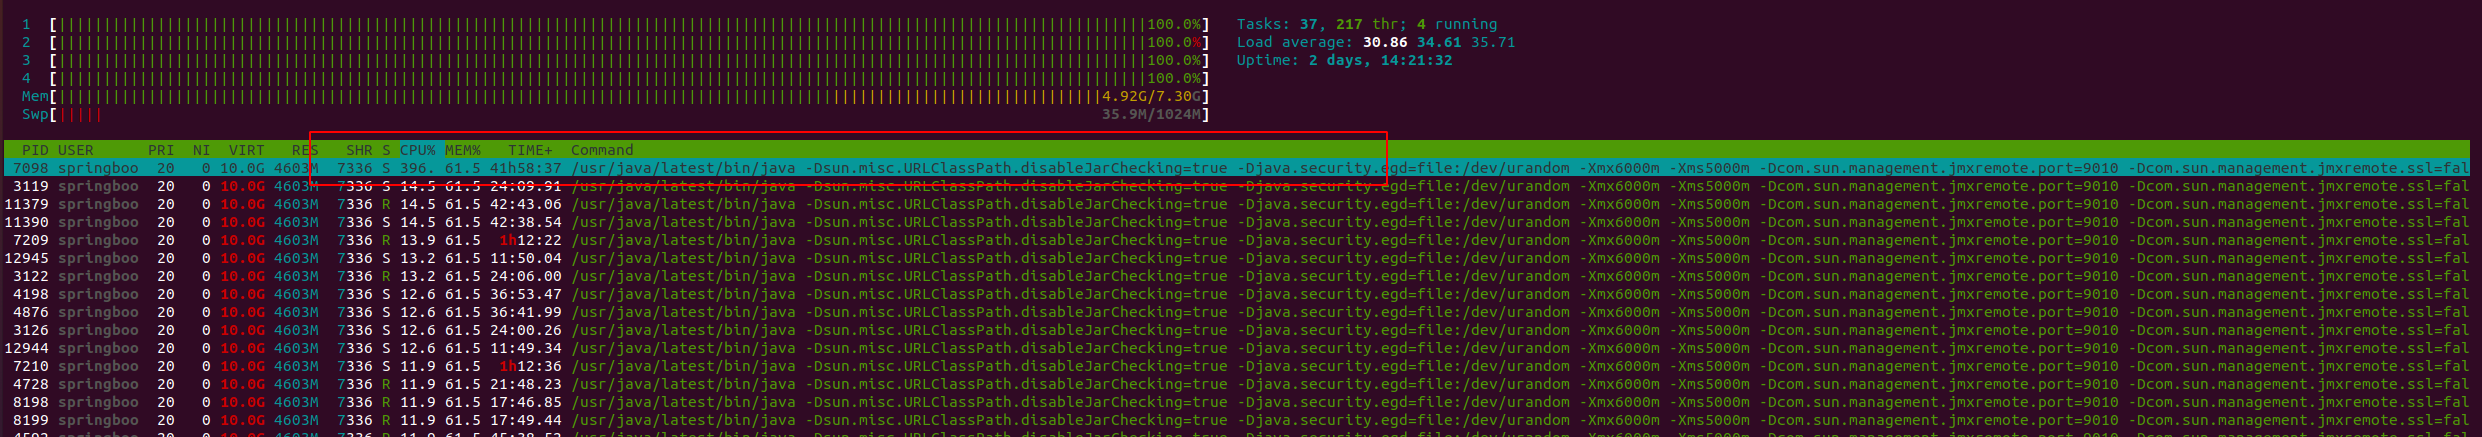 1 [100.0%] Tasks: 37, 217 thr; 4 running
2 [100.0%] Load average: 30.86 34.61 35.71
3 [100.0%] Uptime: 2 days, 14:21:32
4 [100.0%]
Mem[4.92G/7.30G]
Swp[35.9M/1024M]
PID USER PRI NI VIRT RES SHR S CPU% MEM% TIME+ Command
7098 springboo 20 0 10.0G 4603M 7336 S 396. 61.5 41h58:37 /usr/java/latest/bin/java -Dsun.misc.URLClassPath.disableJarChecking=true -Djava.security.egd=file:/dev/urandom -Xmx6000m -Xms5000m -Dcom.sun.management.jmxremote.port=9010 -Dcom.sun.management.jmxremote.ssl=fal
3119 springboo 20 0 10.0G 4603M 7336 S 14.5 61.5 24:09.91 /usr/java/latest/bin/java -Dsun.misc.URLClassPath.disableJarChecking=true -Djava.security.egd=file:/dev/urandom -Xmx6000m -Xms5000m -Dcom.sun.management.jmxremote.port=9010 -Dcom.sun.management.jmxremote.ssl=fal
11379 springboo 20 0 10.0G 4603M 7336 R 14.5 61.5 42:43.06 /usr/java/latest/bin/java -Dsun.misc.URLClassPath.disableJarChecking=true -Djava.security.egd=file:/dev/urandom -Xmx6000m -Xms5000m -Dcom.sun.management.jmxremote.port=9010 -Dcom.sun.management.jmxremote.ssl=fal
11390 springboo 20 0 10.0G 4603M 7336 S 14.5 61.5 42:38.54 /usr/java/latest/bin/java -Dsun.misc.URLClassPath.disableJarChecking=true -Djava.security.egd=file:/dev/urandom -Xmx6000m -Xms5000m -Dcom.sun.management.jmxremote.port=9010 -Dcom.sun.management.jmxremote.ssl=fal
7209 springboo 20 0 10.0G 4603M 7336 R 13.9 61.5 1h12:22 /usr/java/latest/bin/java -Dsun.misc.URLClassPath.disableJarChecking=true -Djava.security.egd=file:/dev/urandom -Xmx6000m -Xms5000m -Dcom.sun.management.jmxremote.port=9010 -Dcom.sun.management.jmxremote.ssl=fal
12945 springboo 20 0 10.0G 4603M 7336 S 13.2 61.5 11:50.04 /usr/java/latest/bin/java -Dsun.misc.URLClassPath.disableJarChecking=true -Djava.security.egd=file:/dev/urandom -Xmx6000m -Xms5000m -Dcom.sun.management.jmxremote.port=9010 -Dcom.sun.management.jmxremote.ssl=fal
3122 springboo 20 0 10.0G 4603M 7336 R 13.2 61.5 24:06.00 /usr/java/latest/bin/java -Dsun.misc.URLClassPath.disableJarChecking=true -Djava.security.egd=file:/dev/urandom -Xmx6000m -Xms5000m -Dcom.sun.management.jmxremote.port=9010 -Dcom.sun.management.jmxremote.ssl=fal
4198 springboo 20 0 10.0G 4603M 7336 S 12.6 61.5 36:53.47 /usr/java/latest/bin/java -Dsun.misc.URLClassPath.disableJarChecking=true -Djava.security.egd=file:/dev/urandom -Xmx6000m -Xms5000m -Dcom.sun.management.jmxremote.port=9010 -Dcom.sun.management.jmxremote.ssl=fal
4876 springboo 20 0 10.0G 4603M 7336 S 12.6 61.5 36:41.99 /usr/java/latest/bin/java -Dsun.misc.URLClassPath.disableJarChecking=true -Djava.security.egd=file:/dev/urandom -Xmx6000m -Xms5000m -Dcom.sun.management.jmxremote.port=9010 -Dcom.sun.management.jmxremote.ssl=fal
3126 springboo 20 0 10.0G 4603M 7336 S 12.6 61.5 24:00.26 /usr/java/latest/bin/java -Dsun.misc.URLClassPath.disableJarChecking=true -Djava.security.egd=file:/dev/urandom -Xmx6000m -Xms5000m -Dcom.sun.management.jmxremote.port=9010 -Dcom.sun.management.jmxremote.ssl=fal
12944 springboo 20 0 10.0G 4603M 7336 S 12.6 61.5 11:49.34 /usr/java/latest/bin/java -Dsun.misc.URLClassPath.disableJarChecking=true -Djava.security.egd=file:/dev/urandom -Xmx6000m -Xms5000m -Dcom.sun.management.jmxremote.port=9010 -Dcom.sun.management.jmxremote.ssl=fal
7210 springboo 20 0 10.0G 4603M 7336 S 11.9 61.5 1h12:36 /usr/java/latest/bin/java -Dsun.misc.URLClassPath.disableJarChecking=true -Djava.security.egd=file:/dev/urandom -Xmx6000m -Xms5000m -Dcom.sun.management.jmxremote.port=9010 -Dcom.sun.management.jmxremote.ssl=fal
4728 springboo 20 0 10.0G 4603M 7336 R 11.9 61.5 21:48.23 /usr/java/latest/bin/java -Dsun.misc.URLClassPath.disableJarChecking=true -Djava.security.egd=file:/dev/urandom -Xmx6000m -Xms5000m -Dcom.sun.management.jmxremote.port=9010 -Dcom.sun.management.jmxremote.ssl=fal
8198 springboo 20 0 10.0G 4603M 7336 R 11.9 61.5 17:46.85 /usr/java/latest/bin/java -Dsun.misc.URLClassPath.disableJarChecking=true -Djava.security.egd=file:/dev/urandom -Xmx6000m -Xms5000m -Dcom.sun.management.jmxremote.port=9010 -Dcom.sun.management.jmxremote.ssl=fal
8199 springboo 20 0 10.0G 4603M 7336 R 11.9 61.5 17:49.44 /usr/java/latest/bin/java -Dsun.misc.URLClassPath.disableJarChecking=true -Djava.security.egd=file:/dev/urandom -Xmx6000m -Xms5000m -Dcom.sun.management.jmxremote.port=9010 -Dcom.sun.management.jmxremote.ssl=fal